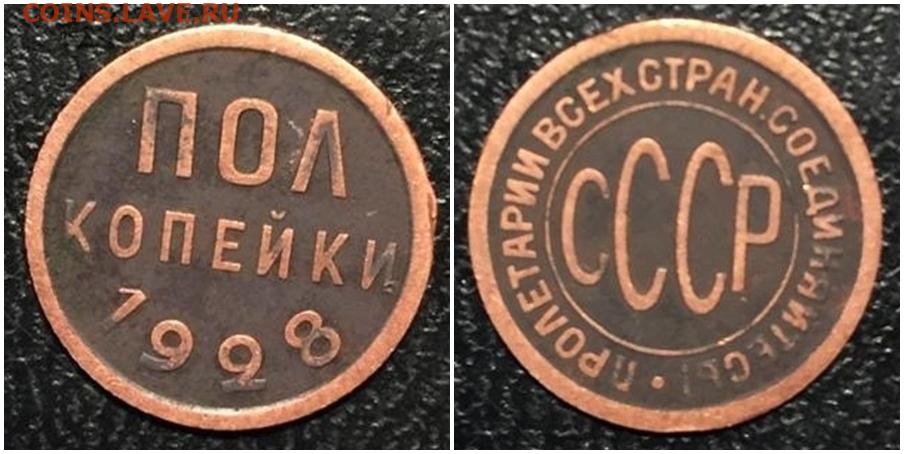 COINS.LAVE.RU
ПОЛ
КОПЕЙКИ
1928
ПРОЛЕТАРИИ ВСЕХ СТРАН. СОЕДИНЯЙТЕСЬ!
СССР